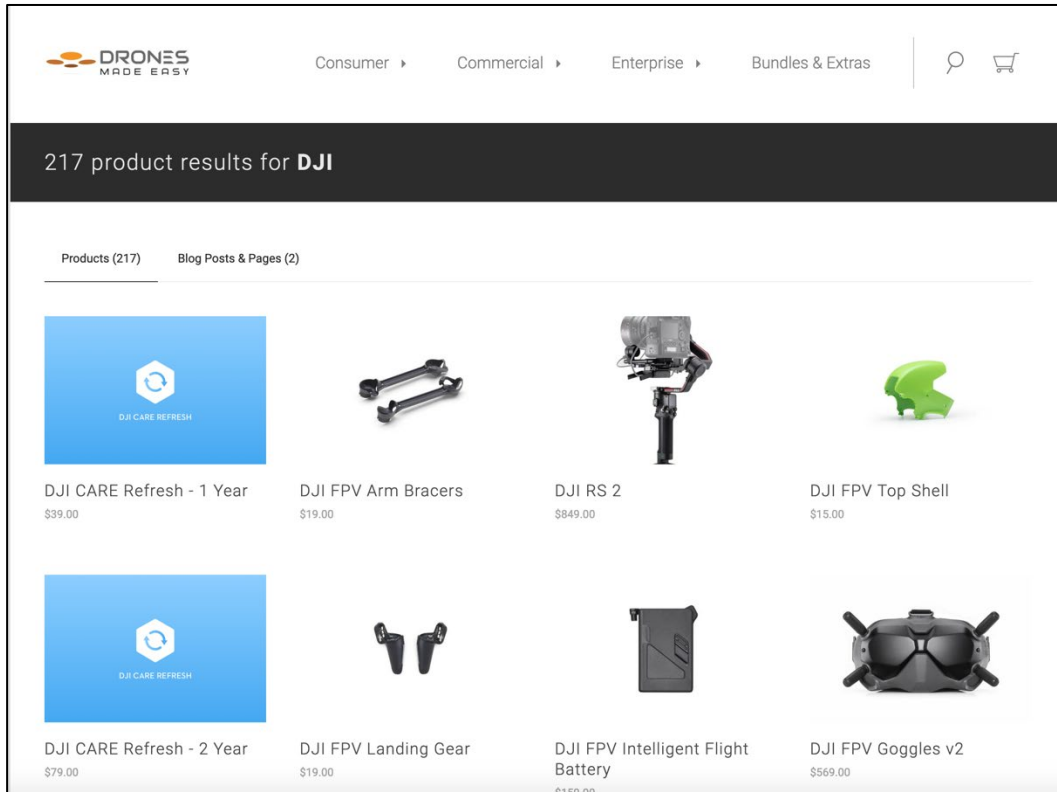 DRONES
MADE EASY
Consumer
Commercial
Enterprise
Bundles & Extras
217 product results for DJI
Products (217)
Blog Posts & Pages (2)
DJI CARE REFRESH
DJI CARE Refresh - 1 Year
$39.00
DJI FPV Arm Bracers
$19.00
DJI RS 2
$849.00
DJI FPV Top Shell
$15.00
DJI CARE REFRESH
DJI CARE Refresh - 2 Year
$79.00
DJI FPV Landing Gear
$19.00
DJI FPV Intelligent Flight
Battery
DJI FPV Goggles v2
$569.00